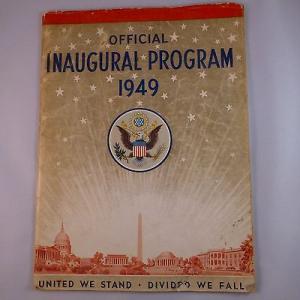 OFFICIAL
INAUGURAL PROGRAM
1949
UNITED WE STAND · DIVIDED WE FALL